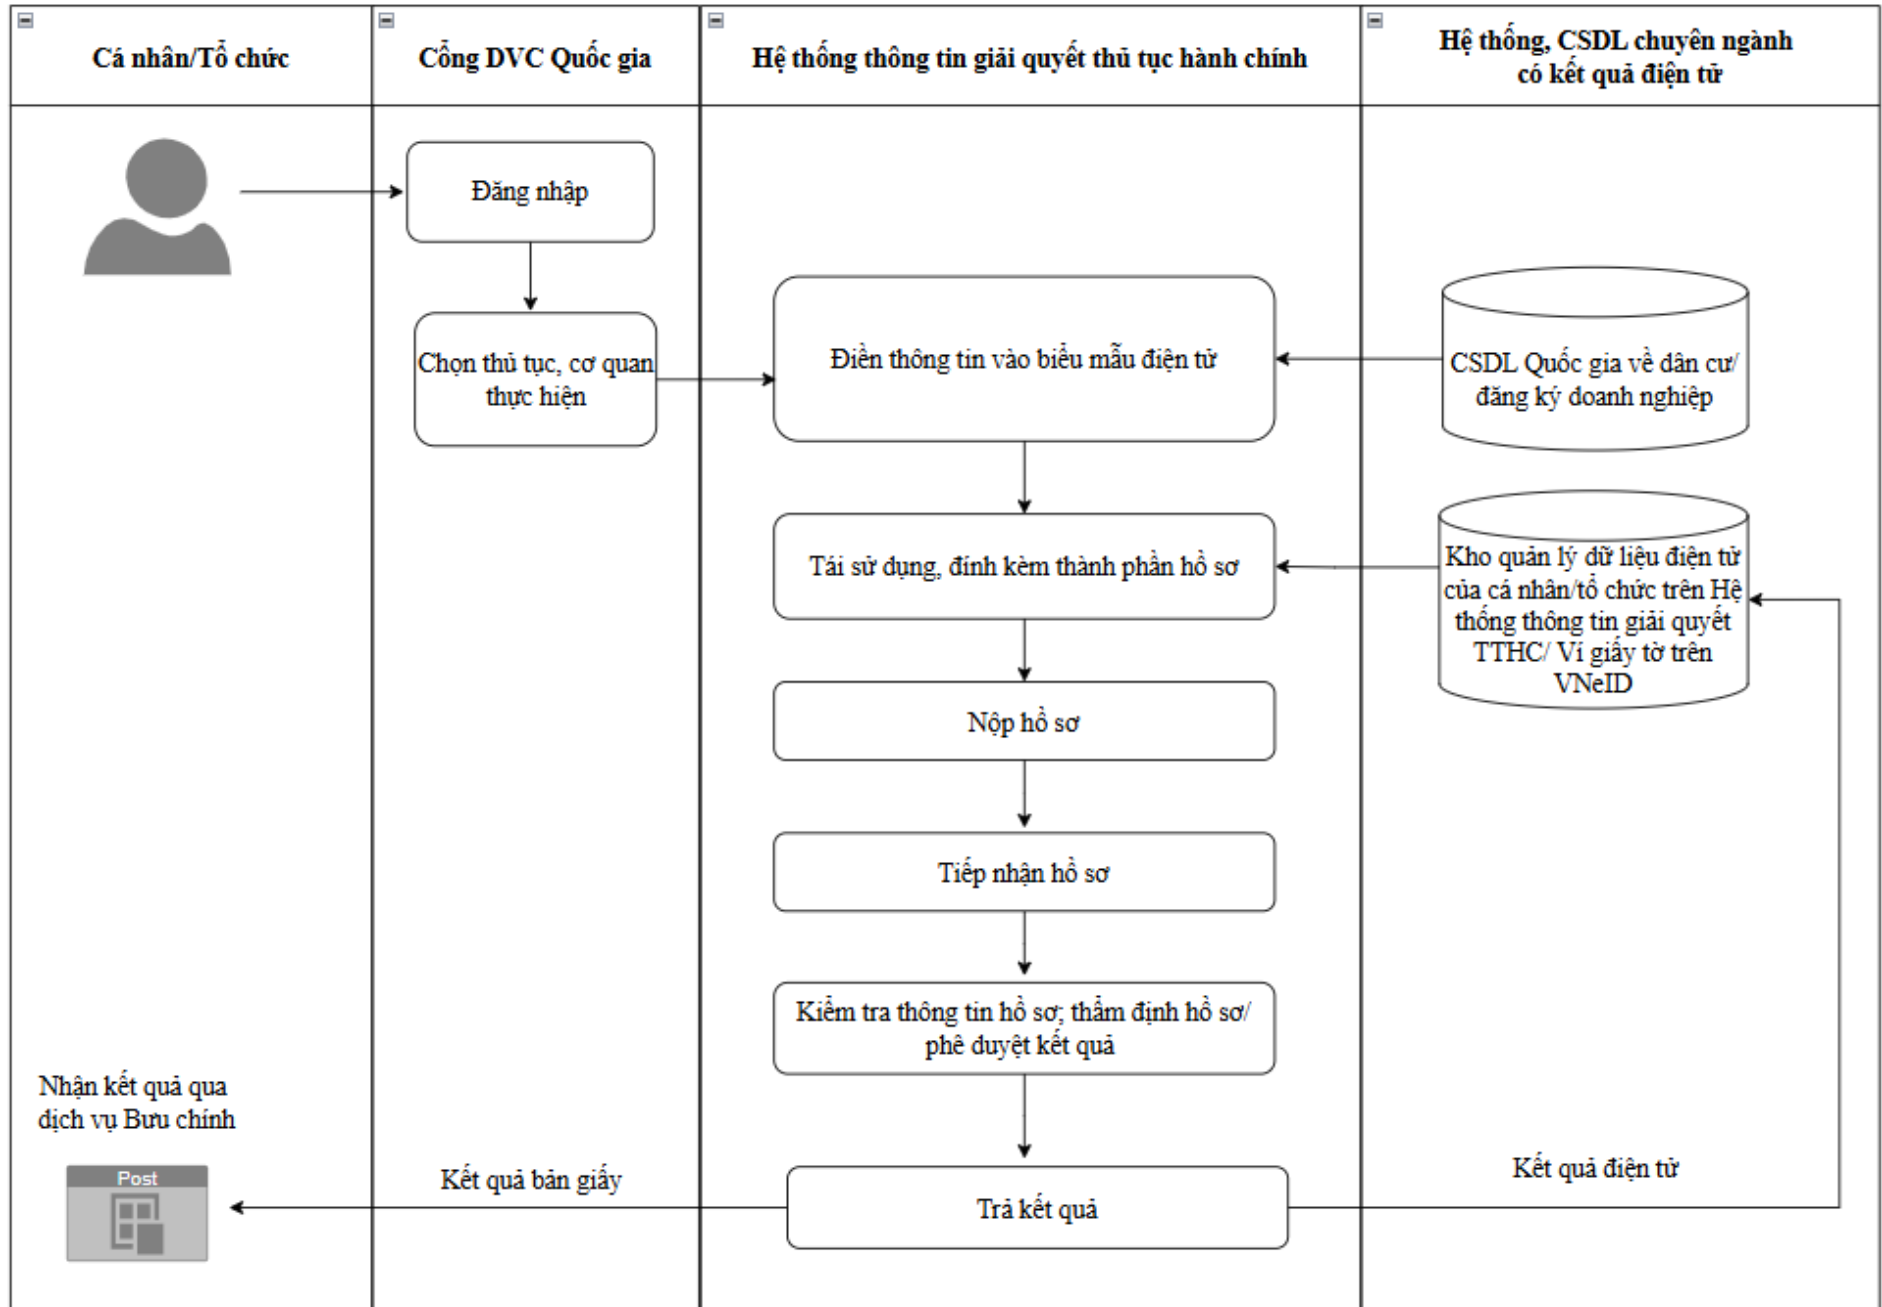 Cá nhân/Tổ chức
Cổng DVC Quốc gia
Hệ thống thông tin giải quyết thủ tục hành chính
Hệ thống, CSDL chuyên ngành
có kết quả điện tử
Đăng nhập
Chọn thủ tục, cơ quan
thực hiện
Điền thông tin vào biểu mẫu điện tử
CSDL Quốc gia về dân cư/
đăng ký doanh nghiệp
Tái sử dụng, đính kèm thành phần hồ sơ
Kho quản lý dữ liệu điện tử
của cá nhân/tổ chức trên Hệ
thống thông tin giải quyết
TTHC/ Ví giấy tờ trên
VNeID
Nộp hồ sơ
Tiếp nhận hồ sơ
Kiểm tra thông tin hồ sơ; thẩm định hồ sơ/
phê duyệt kết quả
Nhận kết quả qua
dịch vụ Bưu chính
Post
Kết quả bản giấy
Trả kết quả
Kết quả điện tử